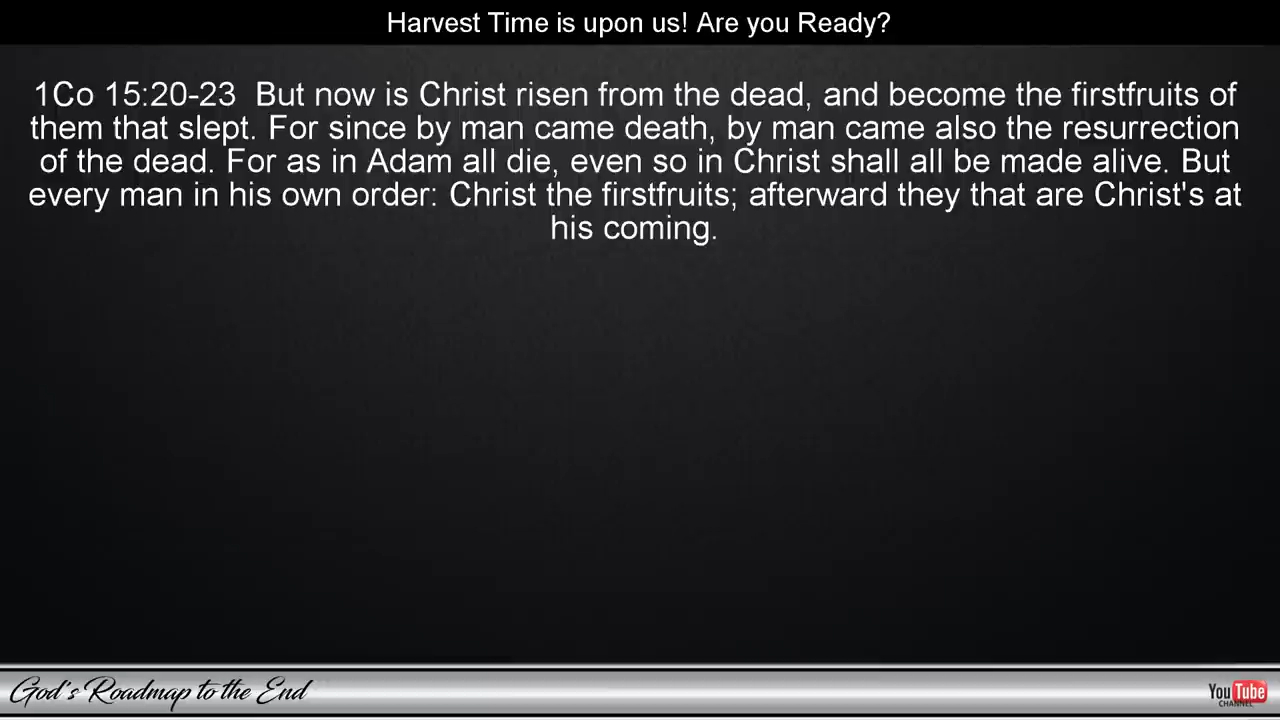 Harvest Time is upon us! Are you Ready?
1Co 15:20-23  But now is Christ risen from the dead, and become the firstfruits of
them that slept. For since by man came death, by man came also the resurrection
of the dead. For as in Adam all die, even so in Christ shall all be made alive. But
every man in his own order: Christ the firstfruits; afterward they that are Christ's at
his coming.
God's Roadmap to the End
YouTube
CHANNEL